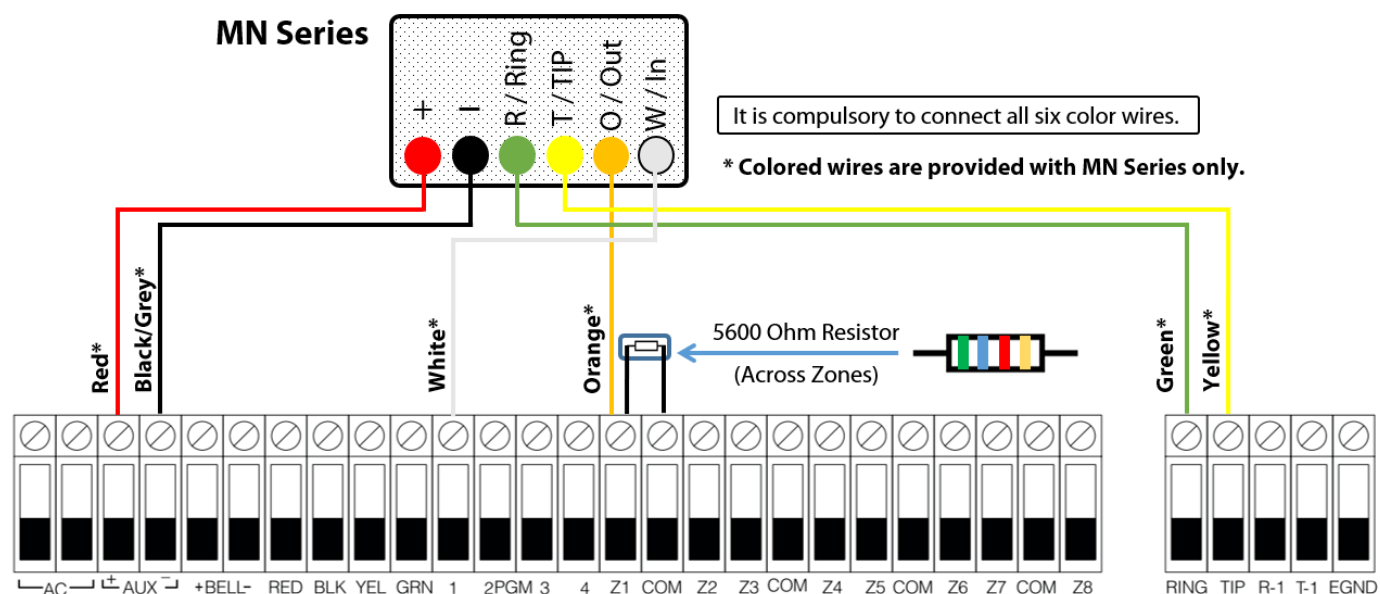 MN Series
+
–
R / Ring
T / TIP
O / Out
W / In
It is compulsory to connect all six color wires.
* Colored wires are provided with MN Series only.
Red*
Black/Grey*
White*
Orange*
5600 Ohm Resistor
(Across Zones)
Green*
Yellow*
AC + AUX – +BELL- RED BLK YEL GRN 1 2PGM 3 4 Z1 COM Z2 Z3 COM Z4 Z5 COM Z6 Z7 COM Z8 RING TIP R-1 T-1 EGND